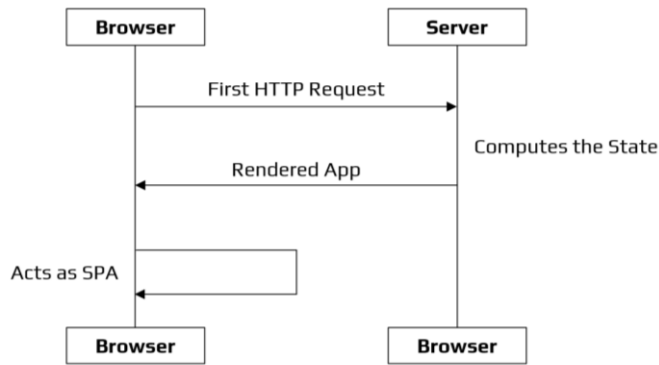 Browser
Server
First HTTP Request
Computes the State
Rendered App
Acts as SPA
Browser
Browser